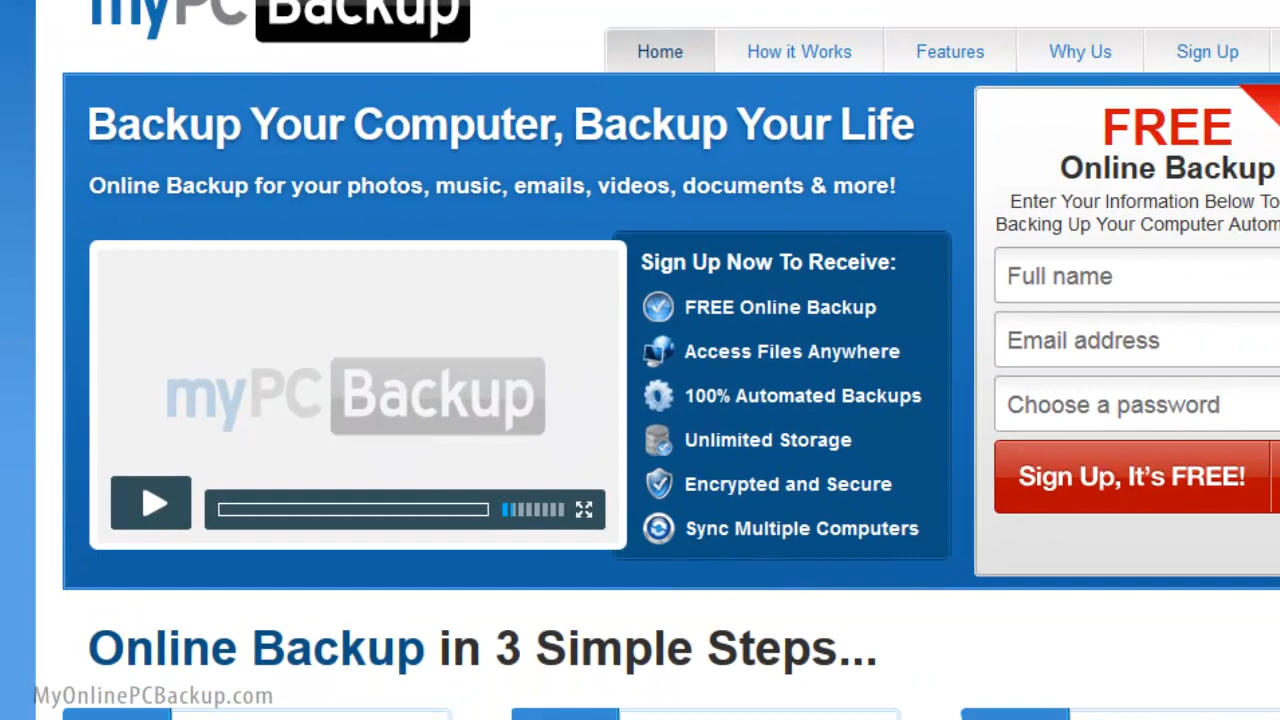 myPC Backup
Home How it Works Features Why Us Sign Up
Backup Your Computer, Backup Your Life
Online Backup for your photos, music, emails, videos, documents & more!
myPC Backup
Sign Up Now To Receive:
FREE Online Backup
Access Files Anywhere
100% Automated Backups
Unlimited Storage
Encrypted and Secure
Sync Multiple Computers
FREE
Online Backup
Enter Your Information Below To
Backing Up Your Computer Autom
Full name
Email address
Choose a password
Sign Up, It's FREE!
Online Backup in 3 Simple Steps...
MyOnlinePCBackup.com